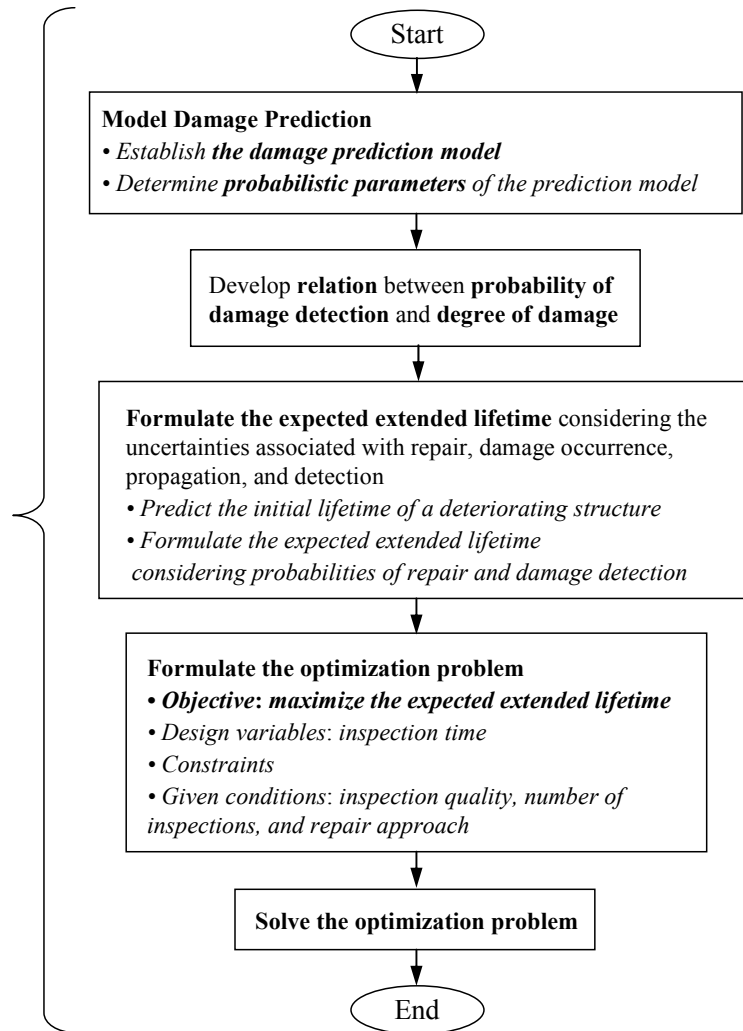 Start
Model Damage Prediction
• Establish the damage prediction model
• Determine probabilistic parameters of the prediction model
Develop relation between probability of
damage detection and degree of damage
Formulate the expected extended lifetime considering the
uncertainties associated with repair, damage occurrence,
propagation, and detection
• Predict the initial lifetime of a deteriorating structure
• Formulate the expected extended lifetime
considering probabilities of repair and damage detection
Formulate the optimization problem
• Objective: maximize the expected extended lifetime
• Design variables: inspection time
• Constraints
• Given conditions: inspection quality, number of
inspections, and repair approach
Solve the optimization problem
End